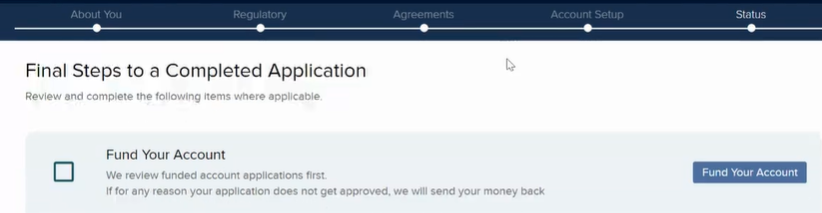 About You Regulatory Agreements Account Setup Status
Final Steps to a Completed Application
Review and complete the following items where applicable.
Fund Your Account
We review funded account applications first.
If for any reason your application does not get approved, we will send your money back
Fund Your Account